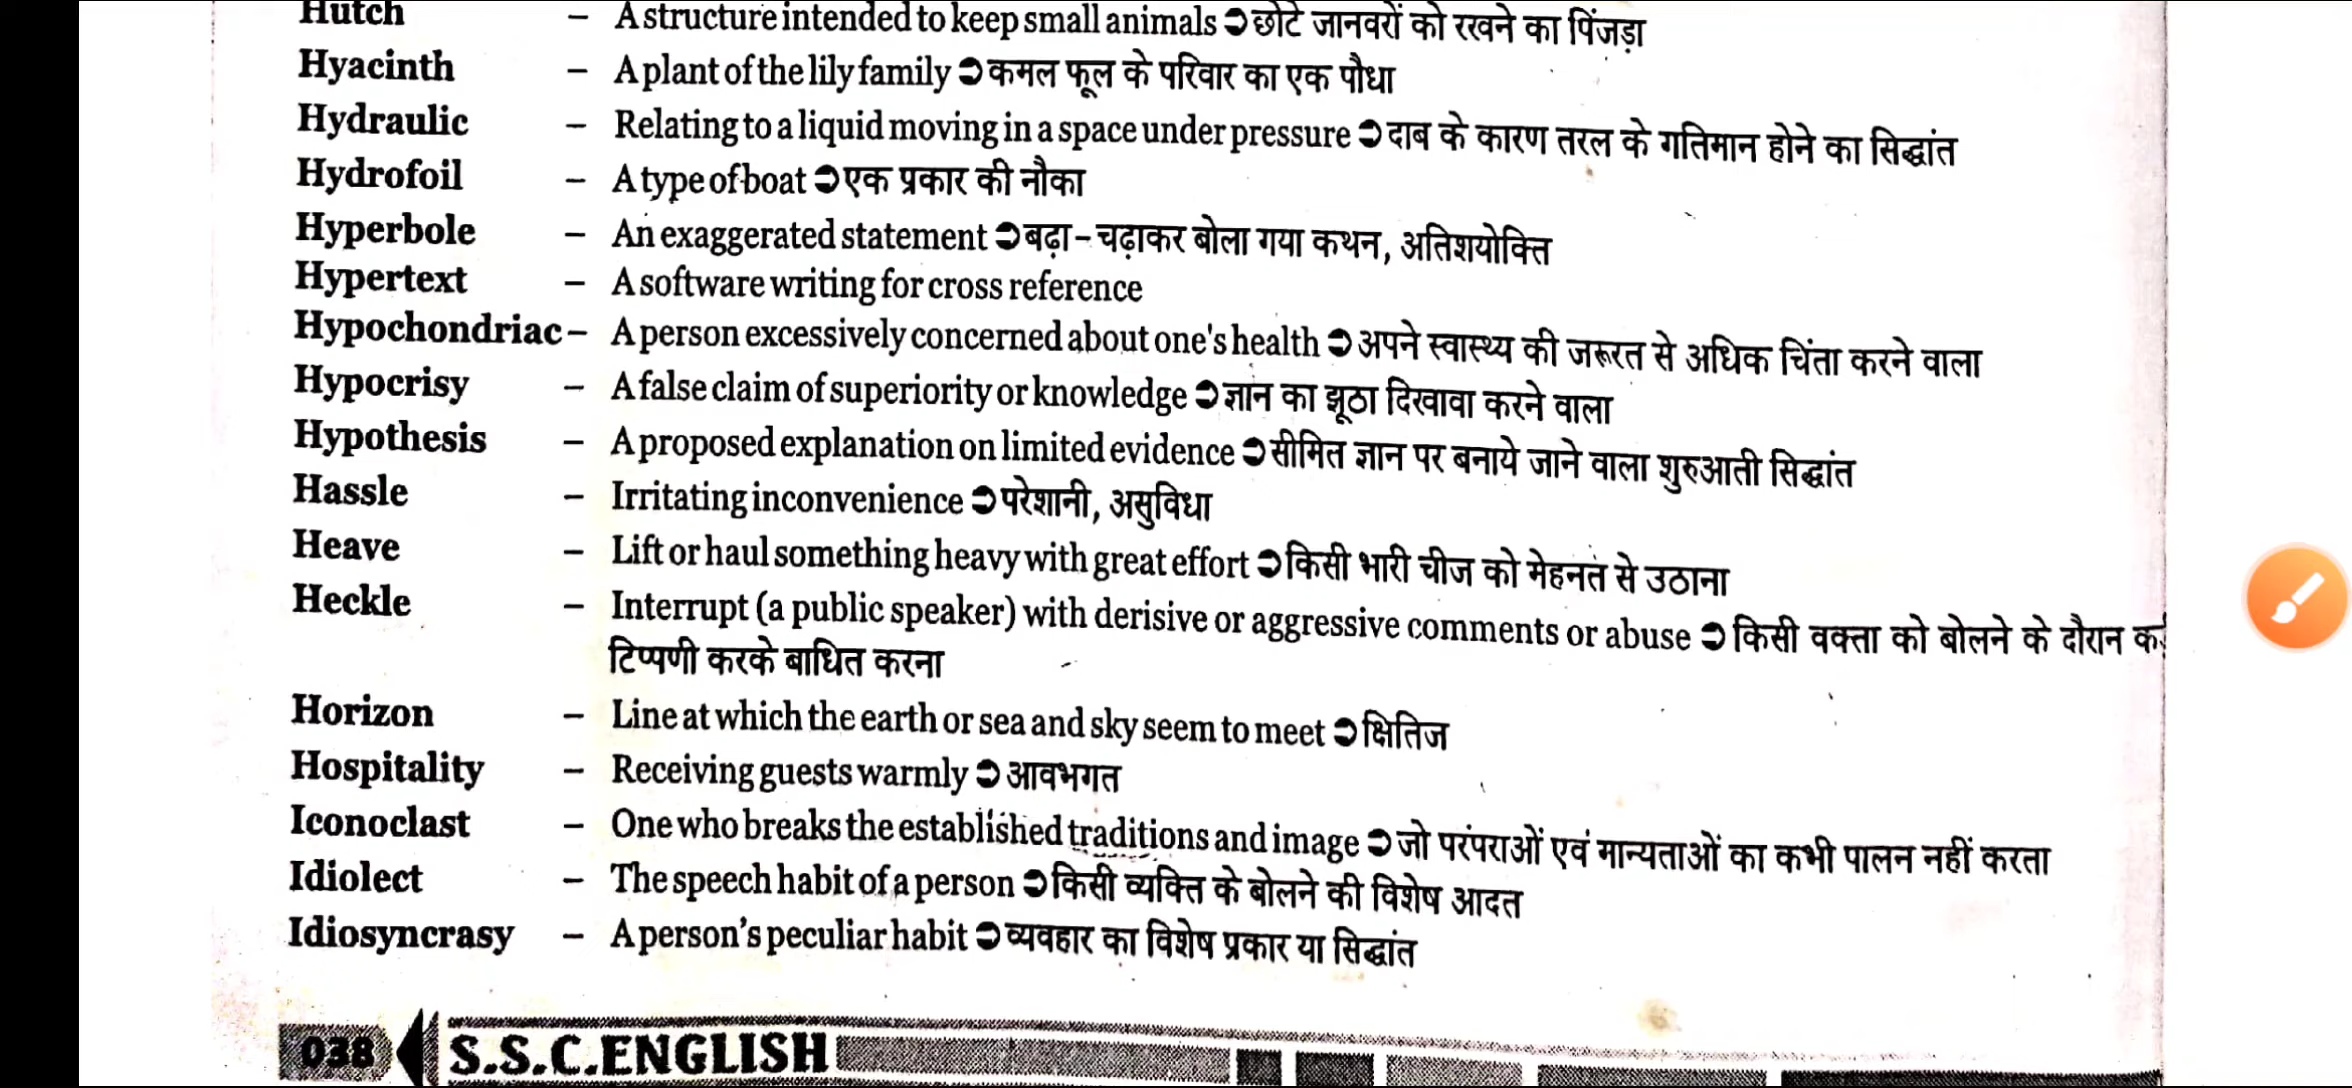 Hutch – A structure intended to keep small animals ➲ छोटे जानवरों को रखने का पिंजड़ा
Hyacinth – A plant of the lily family ➲ कमल फूल के परिवार का एक पौधा
Hydraulic – Relating to a liquid moving in a space under pressure ➲ दाब के कारण तरल के गतिमान होने का सिद्धांत
Hydrofoil – A type of boat ➲ एक प्रकार की नौका
Hyperbole – An exaggerated statement ➲ बढ़ा-चढ़ाकर बोला गया कथन, अतिशयोक्ति
Hypertext – A software writing for cross reference
Hypochondriac – A person excessively concerned about one's health ➲ अपने स्वास्थ्य की जरूरत से अधिक चिंता करने वाला
Hypocrisy – A false claim of superiority or knowledge ➲ ज्ञान का झूठा दिखावा करने वाला
Hypothesis – A proposed explanation on limited evidence ➲ सीमित ज्ञान पर बनाये जाने वाला शुरुआती सिद्धांत
Hassle – Irritating inconvenience ➲ परेशानी, असुविधा
Heave – Lift or haul something heavy with great effort ➲ किसी भारी चीज को मेहनत से उठाना
Heckle – Interrupt (a public speaker) with derisive or aggressive comments or abuse ➲ किसी वक्ता को बोलने के दौरान
टिप्पणी करके बाधित करना
Horizon – Line at which the earth or sea and sky seem to meet ➲ क्षितिज
Hospitality – Receiving guests warmly ➲ आवभगत
Iconoclast – One who breaks the established traditions and image ➲ जो परंपराओं एवं मान्यताओं का कभी पालन नहीं करता
Idiolect – The speech habit of a person ➲ किसी व्यक्ति के बोलने की विशेष आदत
Idiosyncrasy – A person's peculiar habit ➲ व्यवहार का विशेष प्रकार या सिद्धांत
038 S.S.C.ENGLISH